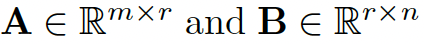 𝐀 ∈ ℝ^{m×r} and 𝐁 ∈ ℝ^{r×n}